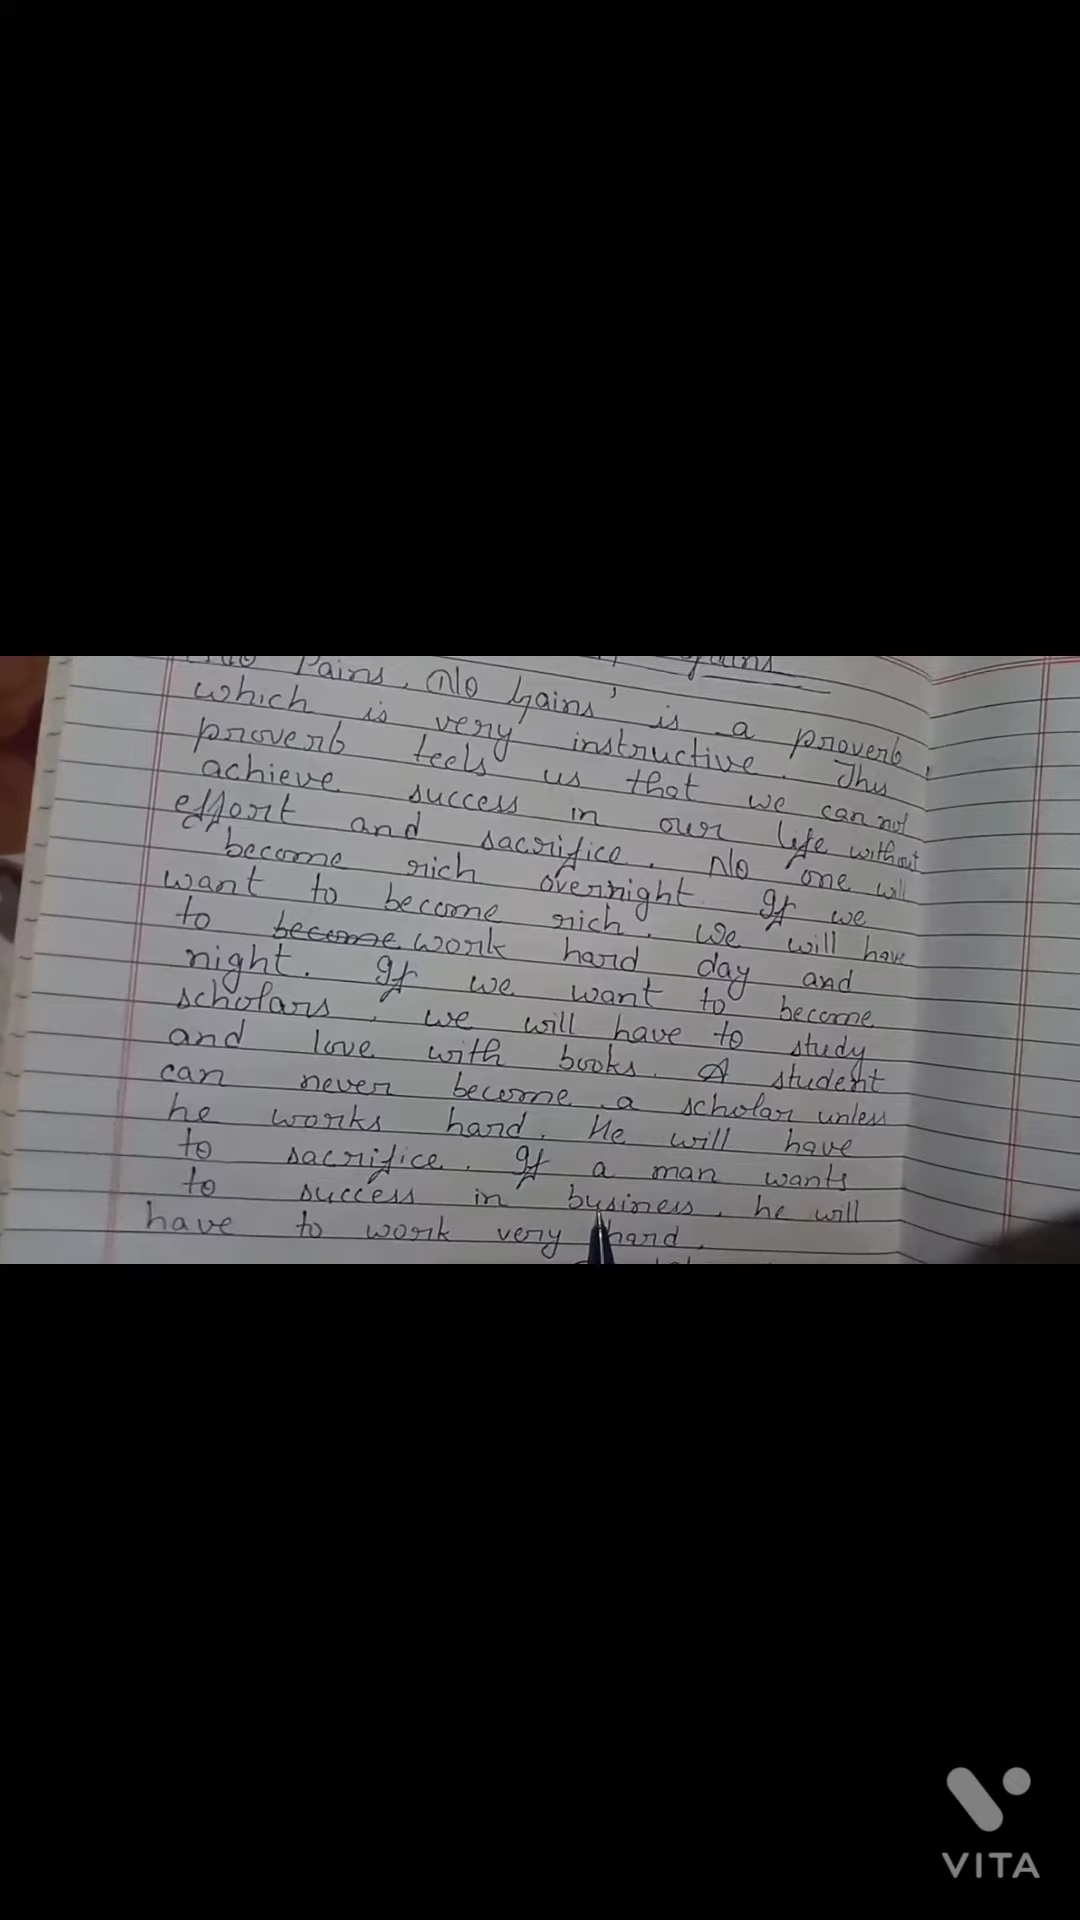 gains
No Pains, No Gains' is a proverb,
which is very instructive. This
proverb teels us that we can not
achieve success in our life without
effort and sacrifice. No one will
become rich overnight. If we
want to become rich, we will have
to become work hard day and
night. If we want to become
scholars, we will have to study
and love with books. A student
can never become a scholar unless
he works hard. He will have
to sacrifice. If a man wants
to success in business, he will
have to work very hard.
VITA